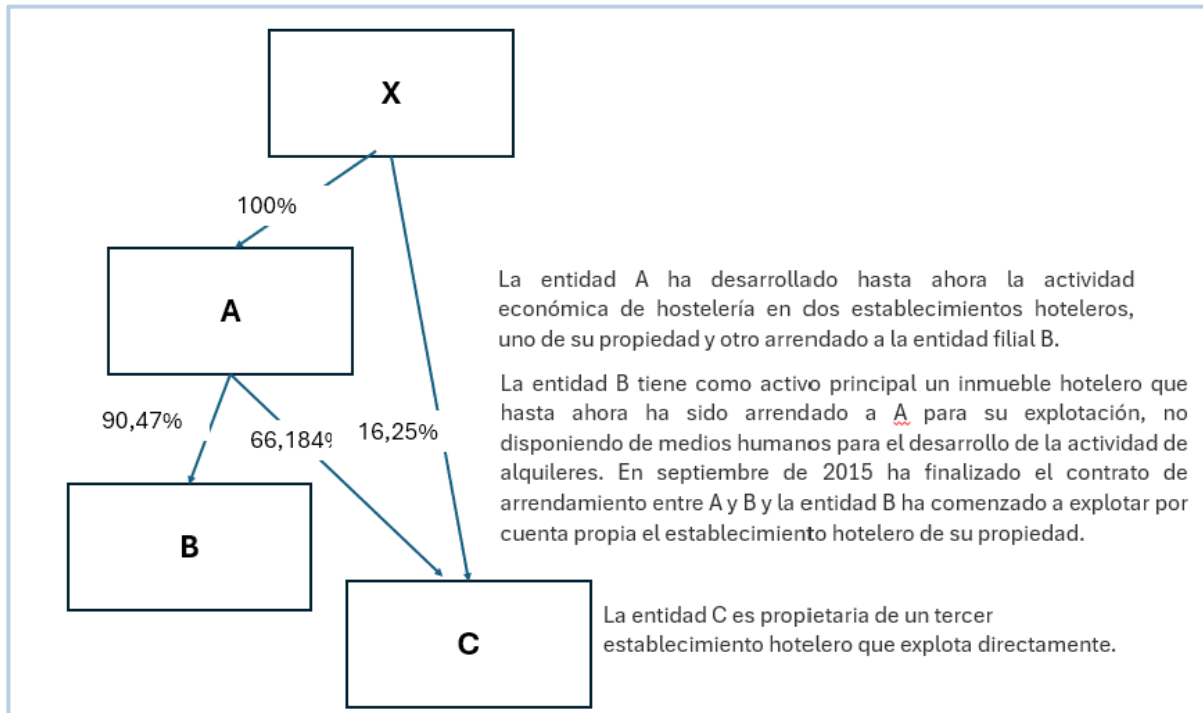 X
100%
A
La entidad A ha desarrollado hasta ahora la actividad
económica de hostelería en dos establecimientos hoteleros,
uno de su propiedad y otro arrendado a la entidad filial B.
90,47%
66,184%
16,25%
La entidad B tiene como activo principal un inmueble hotelero que
hasta ahora ha sido arrendado a A para su explotación, no
disponiendo de medios humanos para el desarrollo de la actividad de
alquileres. En septiembre de 2015 ha finalizado el contrato de
arrendamiento entre A y B y la entidad B ha comenzado a explotar por
cuenta propia el establecimiento hotelero de su propiedad.
B
C
La entidad C es propietaria de un tercer
establecimiento hotelero que explota directamente.